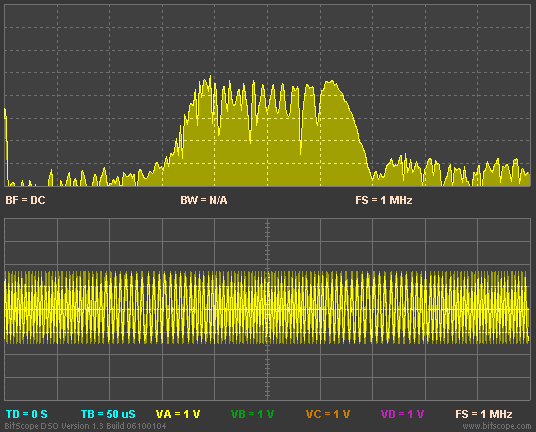 BF = DC BW = N/A FS = 1 MHz
TD = 0 S TB = 50 uS VA = 1 V VB = 1 V VC = 1 V VD = 1 V FS = 1 MHz
BitScope DSO Version 1.3 Build 06100104 www.bitscope.com